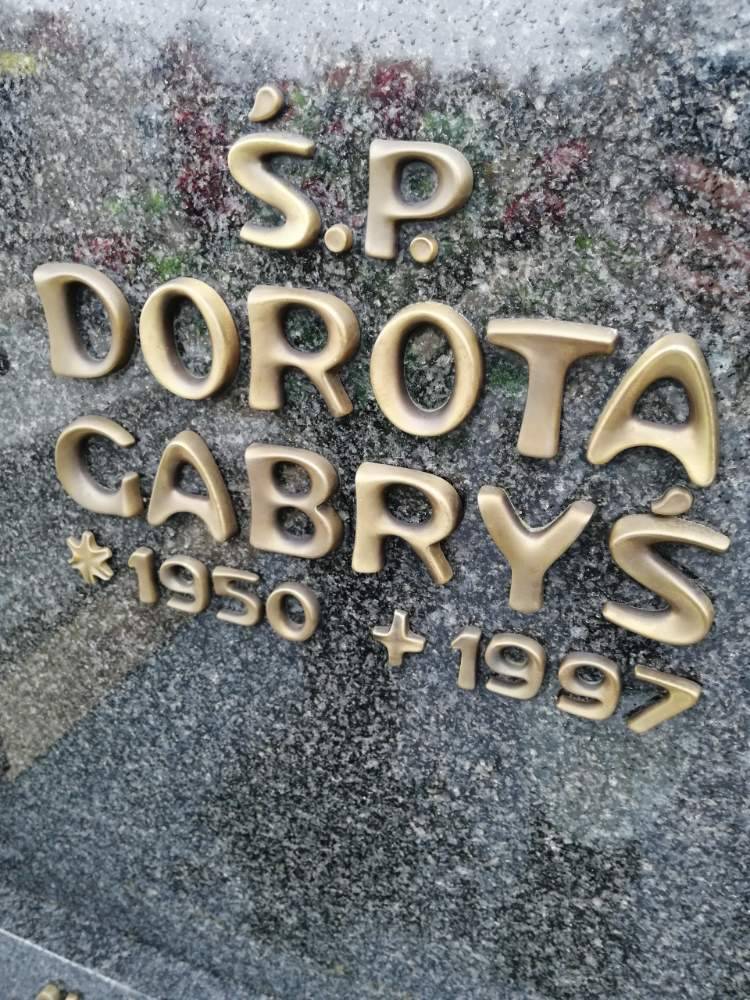 Ś.P.
DOROTA
GABRYŚ
* 1950 + 1997